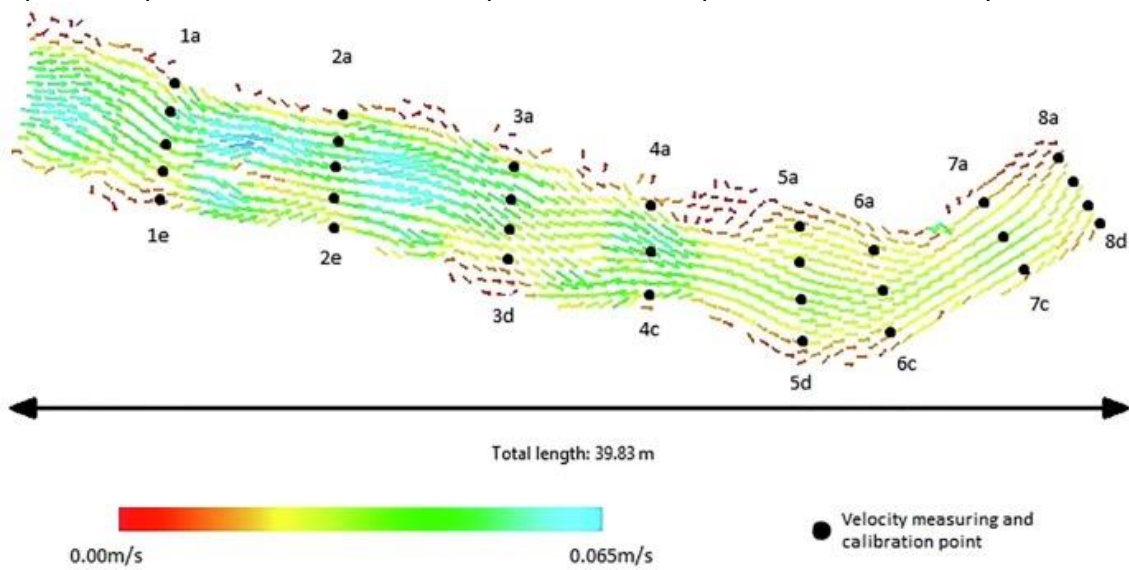 1a
2a
3a
4a
5a
6a
7a
8a
1e
2e
3d
4c
5d
6c
7c
8d
Total length: 39.83 m
0.00m/s
0.065m/s
Velocity measuring and
calibration point